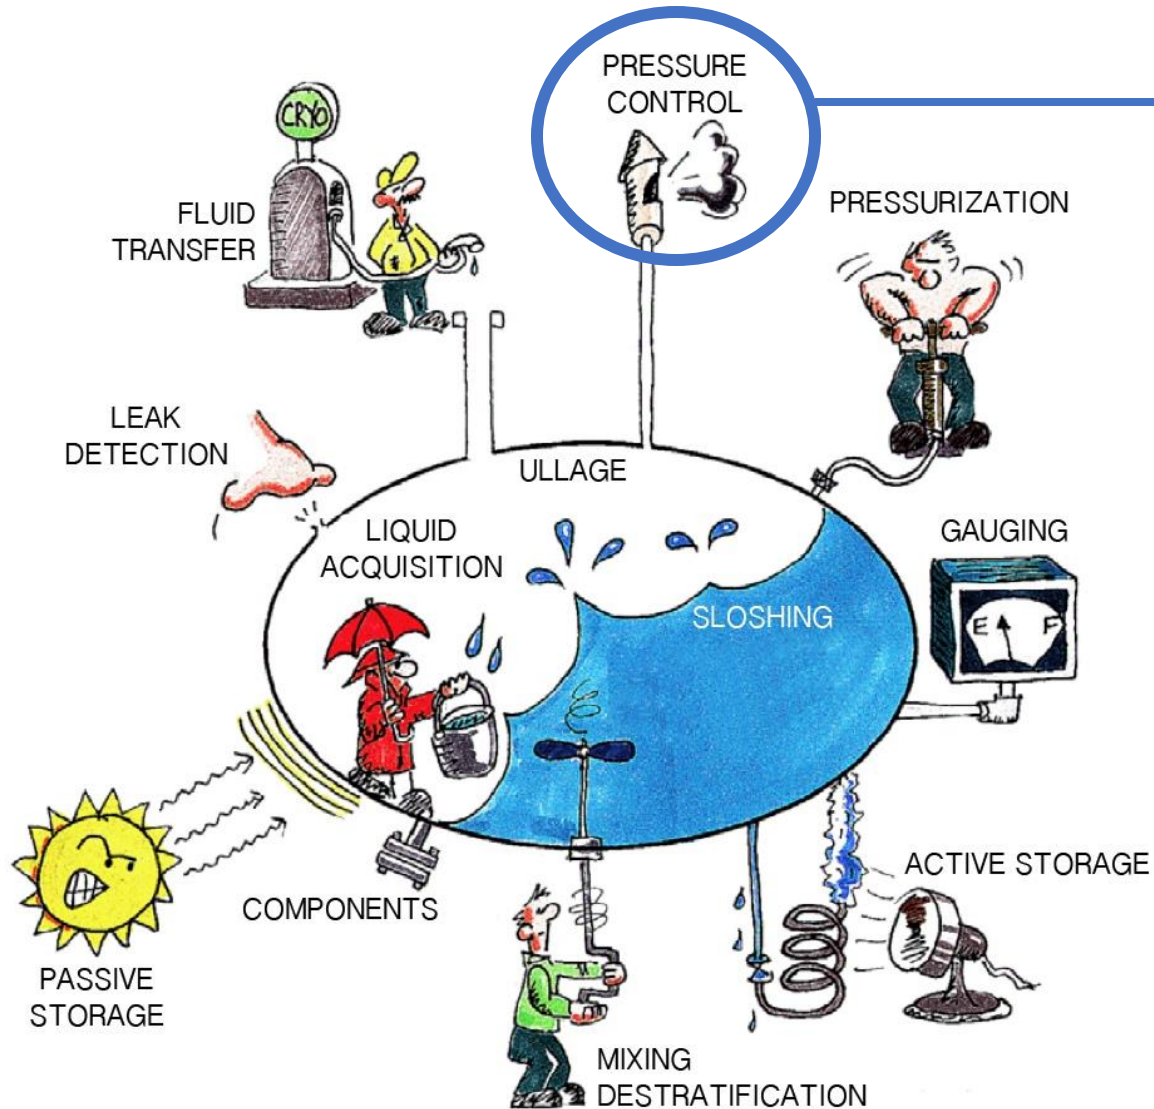 PRESSURE
CONTROL
CRYO
FLUID
TRANSFER
PRESSURIZATION
LEAK
DETECTION
ULLAGE
LIQUID
ACQUISITION
GAUGING
E F
SLOSHING
ACTIVE STORAGE
COMPONENTS
PASSIVE
STORAGE
MIXING
DESTRATIFICATION